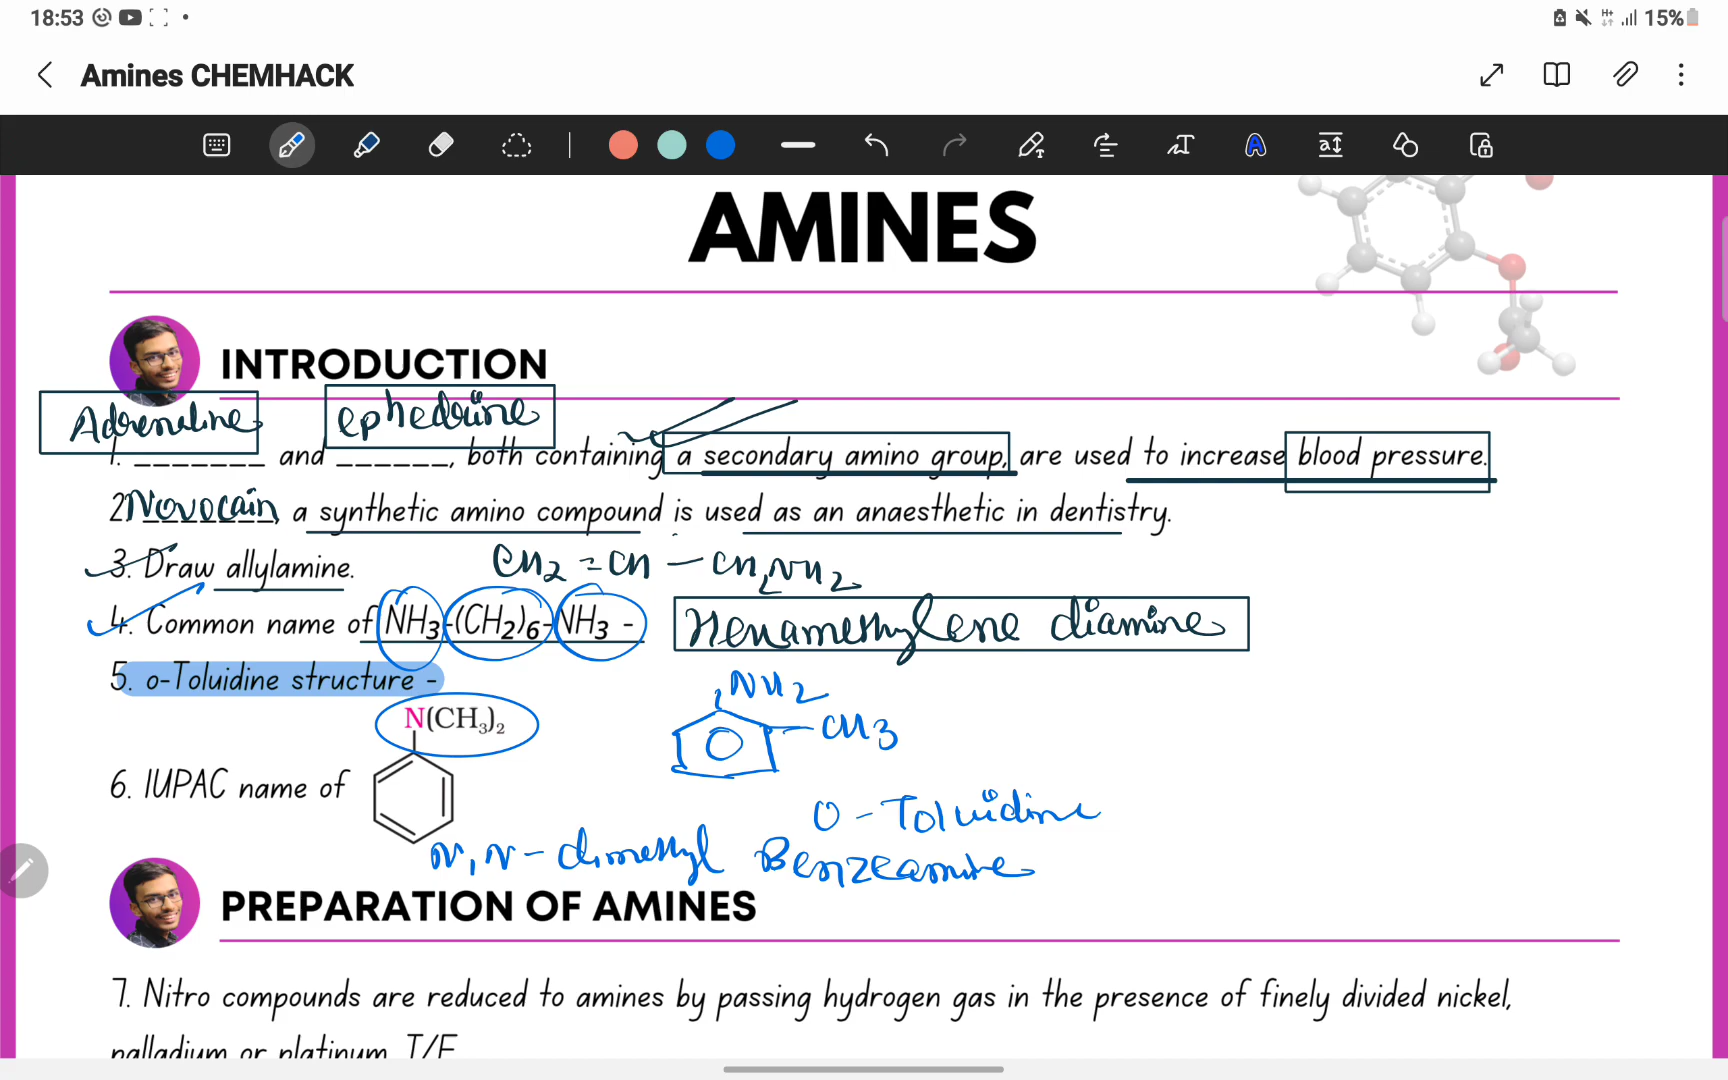 18:53 15%
Amines CHEMHACK
AMINES
INTRODUCTION
Adrenaline ephedrine
1. _______ and ______, both containing a secondary amino group, are used to increase blood pressure.
2. Novocain, a synthetic amino compound is used as an anaesthetic in dentistry.
3. Draw allylamine. CH2 = CH - CH2NH2
4. Common name of NH3-(CH2)6-NH3 - Hexamethylene diamine
5. o-Toluidine structure -
NH2
N(CH3)2 CH3
6. IUPAC name of
O - Toluidine
N, N - dimethyl Benzeamine
PREPARATION OF AMINES
7. Nitro compounds are reduced to amines by passing hydrogen gas in the presence of finely divided nickel,
palladium or platinum. T/F